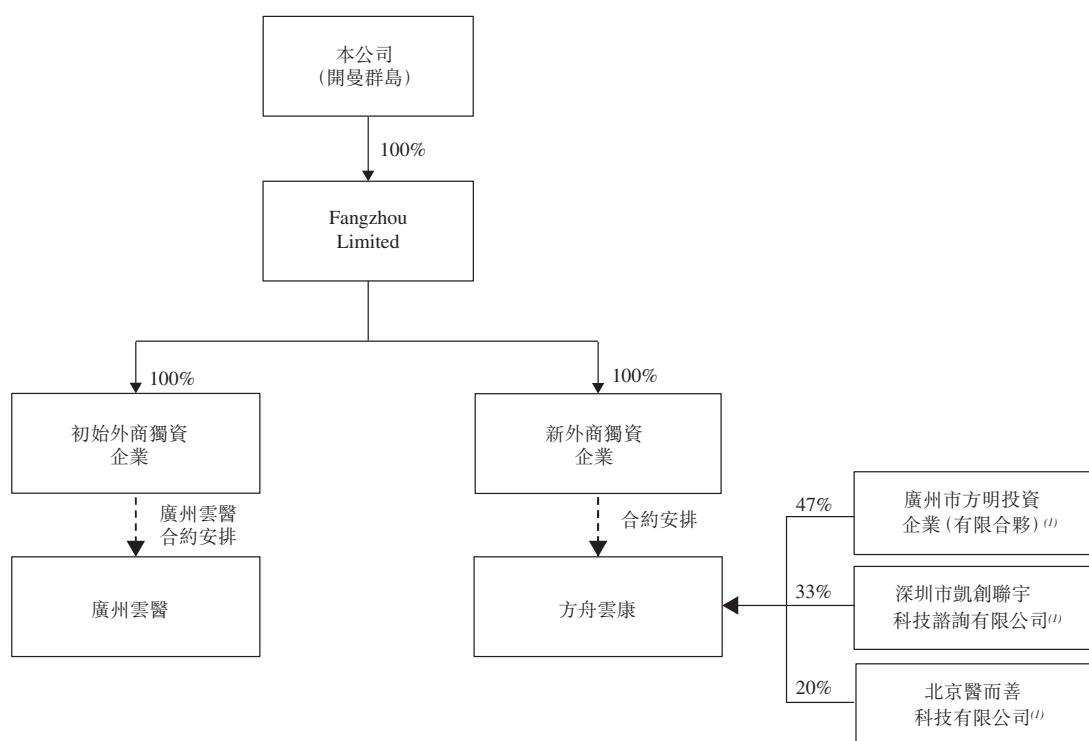 本公司
(開曼群島)
100%
Fangzhou
Limited
100%
100%
初始外商獨資
企業
新外商獨資
企業
廣州雲醫
合約安排
合約安排
廣州雲醫
方舟雲康
47%
廣州市方明投資
企業(有限合夥)(1)
33%
深圳市凱創聯宇
科技諮詢有限公司(1)
20%
北京醫而善
科技有限公司(1)